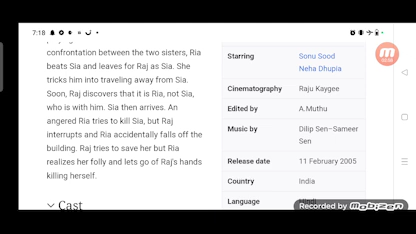 7:18
confrontation between the two sisters, Ria
beats Sia and leaves for Raj as Sia. She
tricks him into traveling away from Sia.
Soon, Raj discovers that it is Ria, not Sia,
who is with him. Sia then arrives. An
angered Ria tries to kill Sia, but Raj
interrupts and Ria accidentally falls off the
building. Raj tries to save her but Ria
realizes her folly and lets go of Raj's hands
killing herself.
Cast
Starring Sonu Sood
Neha Dhupia
Cinematography Raju Kaygee
Edited by A.Muthu
Music by Dilip Sen–Sameer
Sen
Release date 11 February 2005
Country India
Language Hindi
Recorded by Mobizen